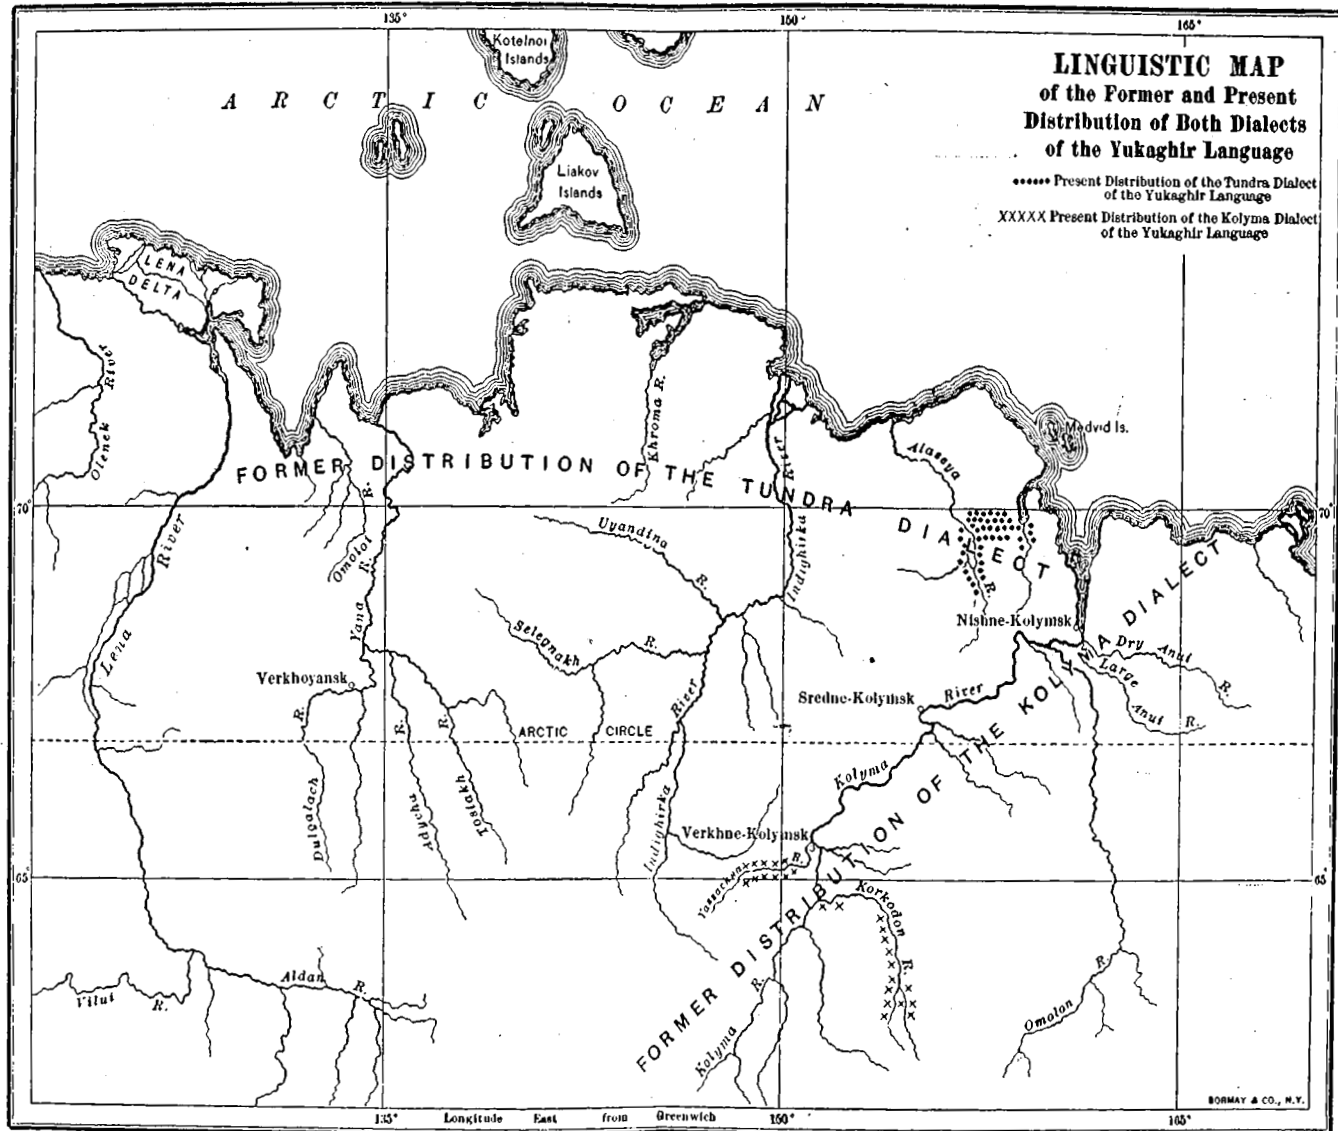 135°
150°
165°
Kotelnoi
Islands
ARCTIC OCEAN
LINGUISTIC MAP
of the Former and Present
Distribution of Both Dialects
of the Yukaghir Language
•••••• Present Distribution of the Tundra Dialect
of the Yukaghir Language
XXXXX Present Distribution of the Kolyma Dialect
of the Yukaghir Language
Liakov
Islands
LENA
DELTA
Olenek River
Khroma R.
Medvid Is.
Alaseya R.
FORMER DISTRIBUTION OF THE TUNDRA DIALECT
70°
Lena River
Omoloi R.
Yana R.
Uyandina R.
Indighirka River
Selegnakh R.
Nishne-Kolymsk
Dry Anui R.
Large Anui R.
Verkhoyansk
Sredne-Kolymsk
River
ARCTIC CIRCLE
Dulgalach R.
Adycha R.
Tostakh R.
Indighirka River
Kolyma
Verkhne-Kolymsk
Yassachna R.
65°
Korkodon R.
FORMER DISTRIBUTION OF THE KOLYMA DIALECT
Vilui R.
Aldan R.
Kolyma R.
Omolon R.
BORMAY & CO., N.Y.
135°
Longitude East from Greenwich
150°
165°